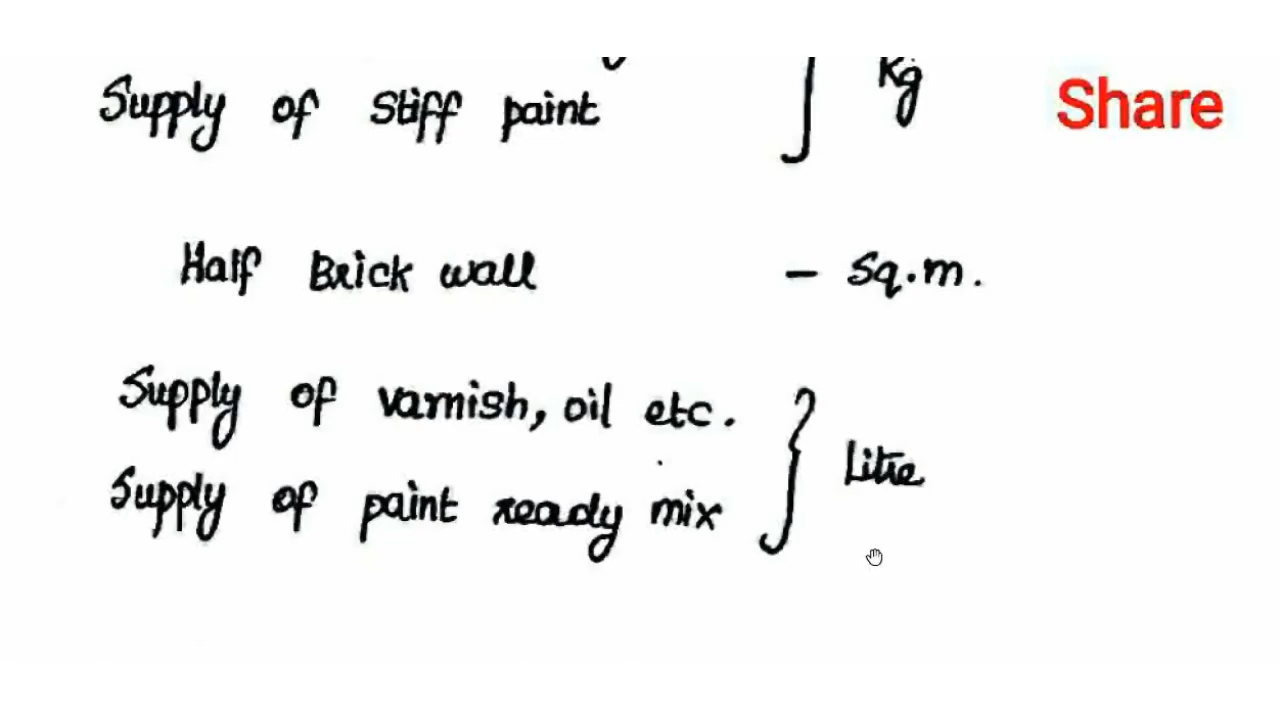 Supply of Stiff paint Kg
Share
Half Brick wall - Sq.m.
Supply of varnish, oil etc.
Litre
Supply of paint ready mix